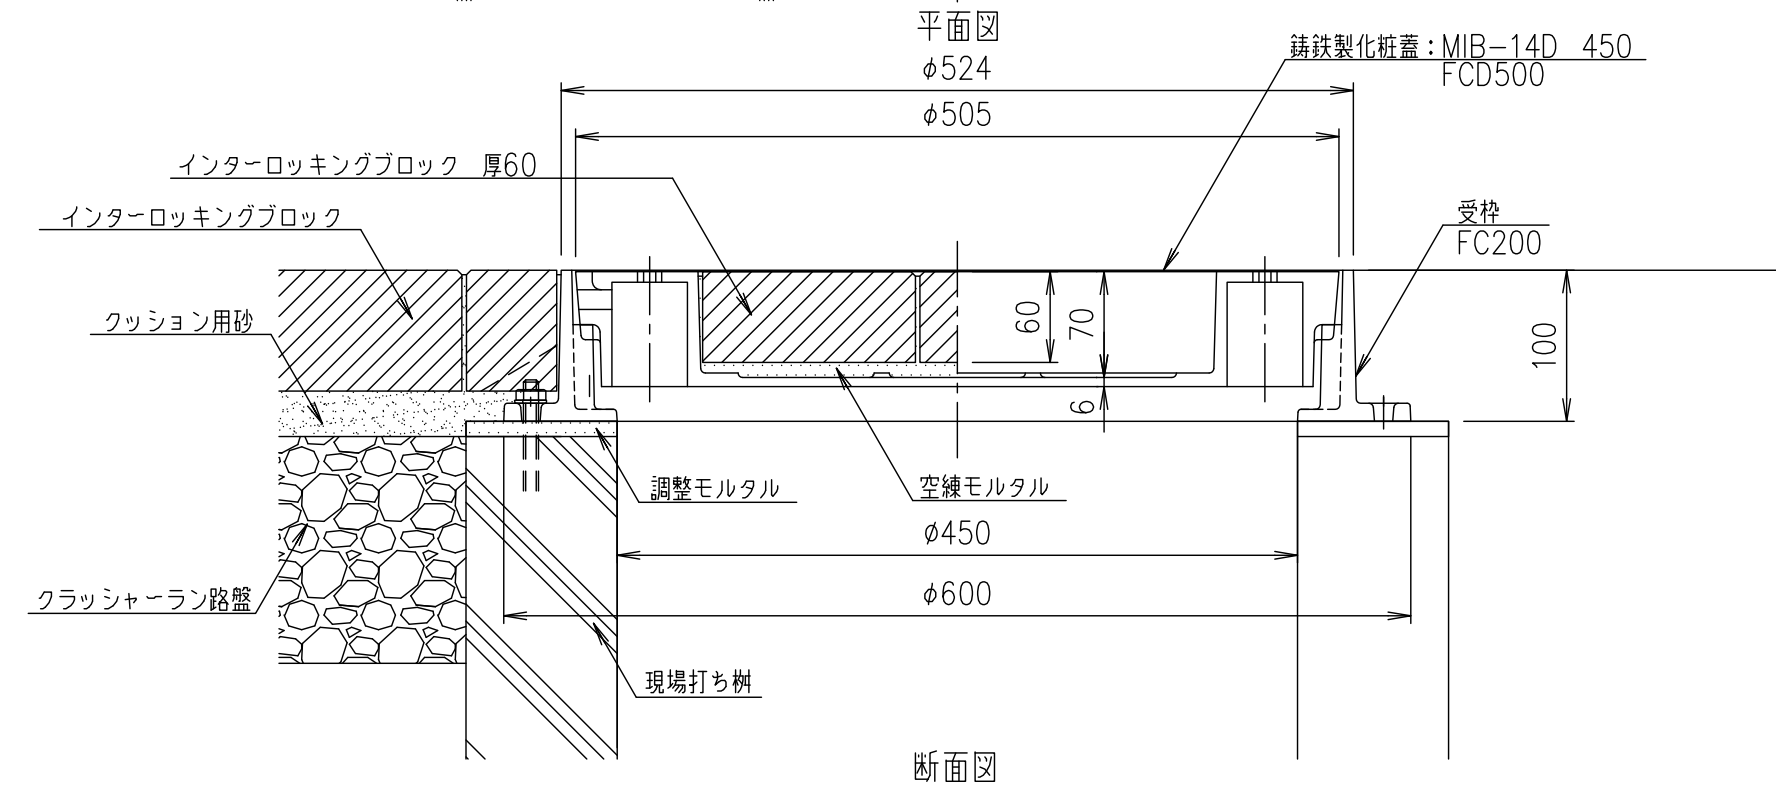 平面図
鋳鉄製化粧蓋：MIB-14D 450
FCD500
φ524
φ505
インターロッキングブロック 厚60
インターロッキングブロック
受枠
FC200
クッション用砂
60
70
100
6
調整モルタル
空練モルタル
φ450
φ600
クラッシャーラン路盤
現場打ち桝
断面図